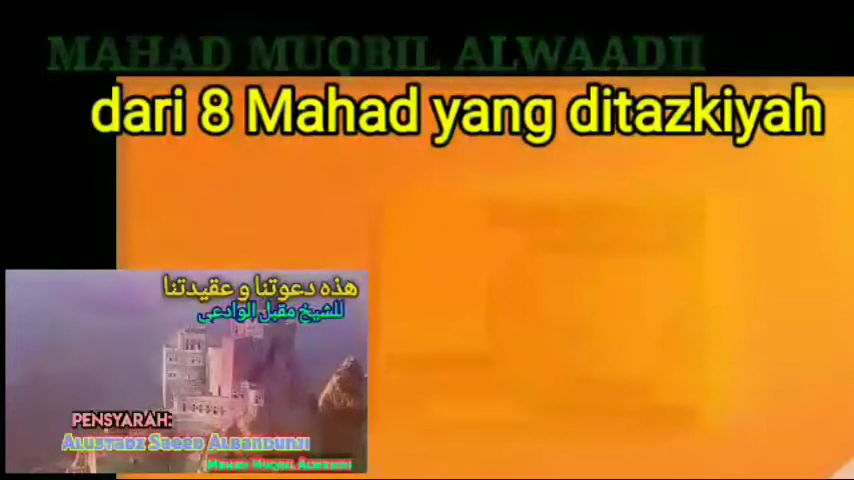 MAHAD MUQBIL ALWAADII
dari 8 Mahad yang ditazkiyah
هذه دعوتنا و عقيدتنا
للشيخ مقبل الوادعي
PENSYARAH:
ALUSTADZ SAEED ALBANDUNJI
MAHAD MUQBIL ALWAADII